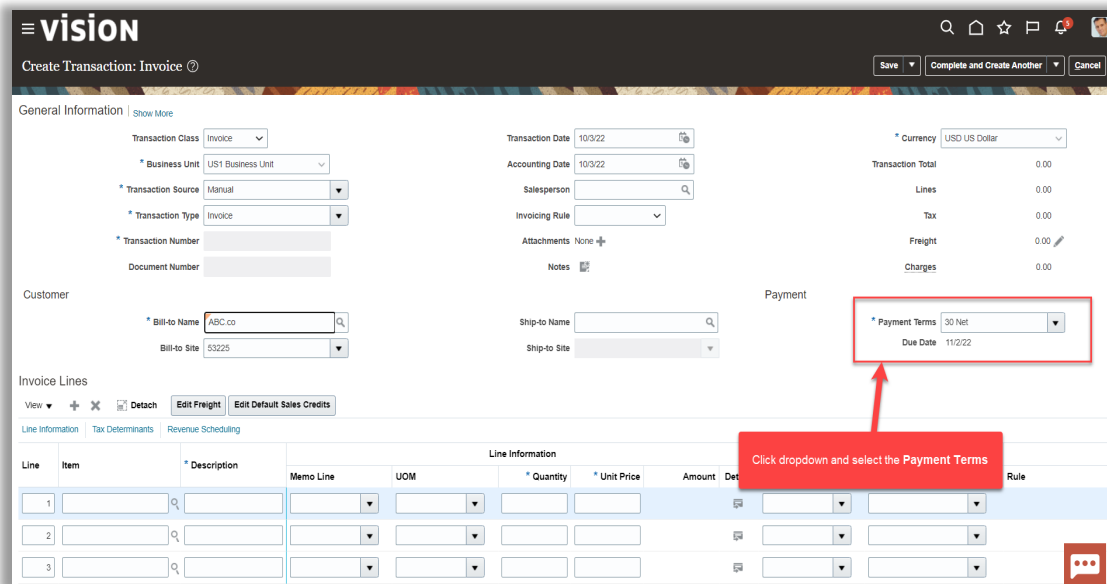 vision
5
Create Transaction: Invoice
Save
Complete and Create Another
Cancel
General Information
Show More
Transaction Class Invoice
* Business Unit US1 Business Unit
* Transaction Source Manual
* Transaction Type Invoice
* Transaction Number
Document Number
Transaction Date 10/3/22
Accounting Date 10/3/22
Salesperson
Invoicing Rule
Attachments None
Notes
* Currency USD US Dollar
Transaction Total 0.00
Lines 0.00
Tax 0.00
Freight 0.00
Charges 0.00
Customer
* Bill-to Name ABC.co
Bill-to Site 53225
Ship-to Name
Ship-to Site
Payment
* Payment Terms 30 Net
Due Date 11/2/22
Invoice Lines
View Detach Edit Freight Edit Default Sales Credits
Line Information Tax Determinants Revenue Scheduling
Click dropdown and select the Payment Terms
Line Information
Line Item * Description Memo Line UOM * Quantity * Unit Price Amount Det Rule
1
2
3